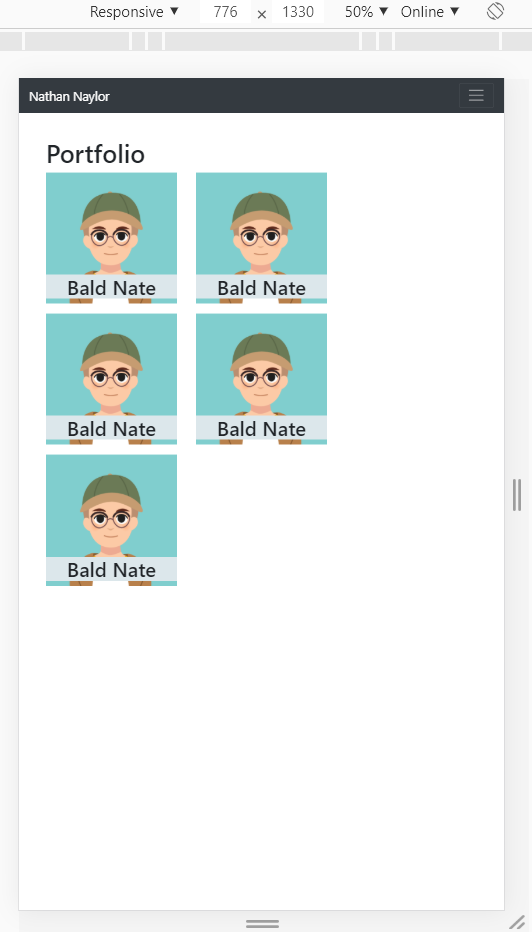 Responsive ▼ 776 × 1330 50% ▼ Online ▼
Nathan Naylor
Portfolio
Bald Nate Bald Nate
Bald Nate Bald Nate
Bald Nate